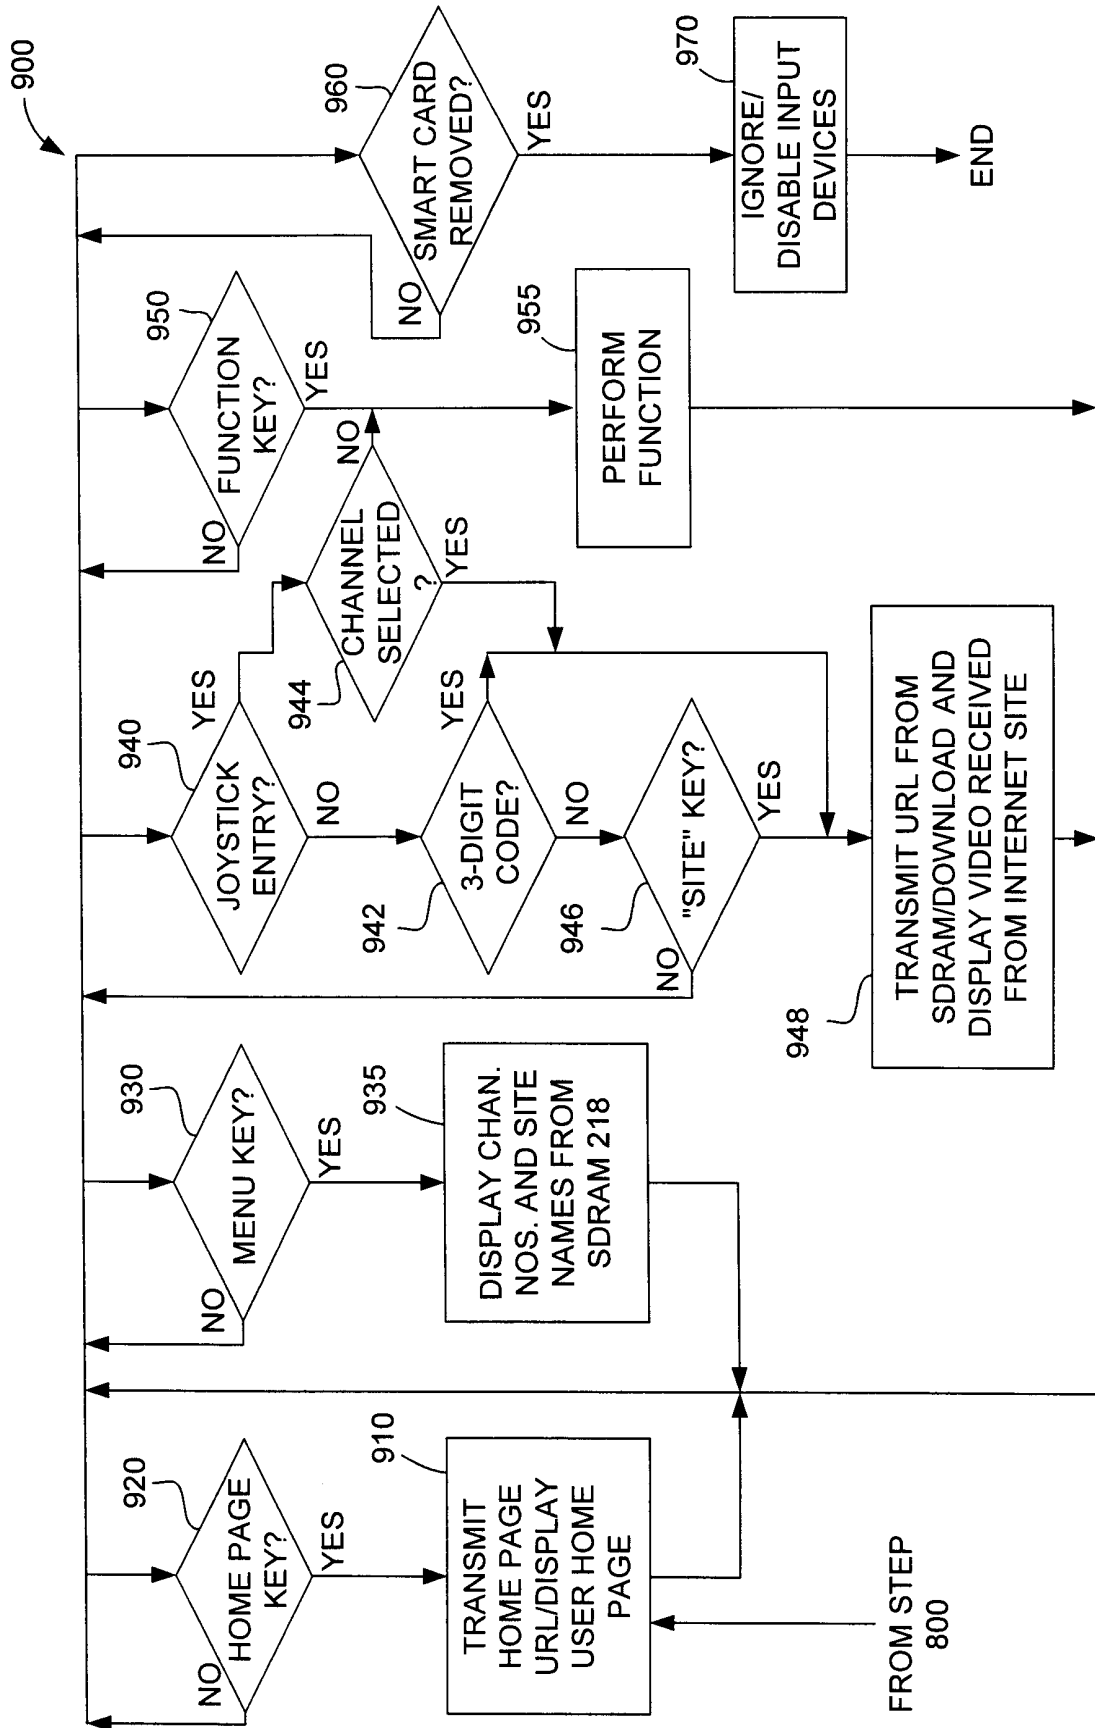 900
920
HOME PAGE
KEY?
NO
YES
910
TRANSMIT
HOME PAGE
URL/DISPLAY
USER HOME
PAGE
FROM STEP
800
930
MENU KEY?
NO
YES
935
DISPLAY CHAN.
NOS. AND SITE
NAMES FROM
SDRAM 218
940
JOYSTICK
ENTRY?
YES
NO
942
3-DIGIT
CODE?
YES
NO
944
CHANNEL
SELECTED
?
NO
YES
946
"SITE" KEY?
NO
YES
948
TRANSMIT URL FROM
SDRAM/DOWNLOAD AND
DISPLAY VIDEO RECEIVED
FROM INTERNET SITE
950
FUNCTION
KEY?
NO
YES
955
PERFORM
FUNCTION
960
SMART CARD
REMOVED?
NO
YES
970
IGNORE/
DISABLE INPUT
DEVICES
END